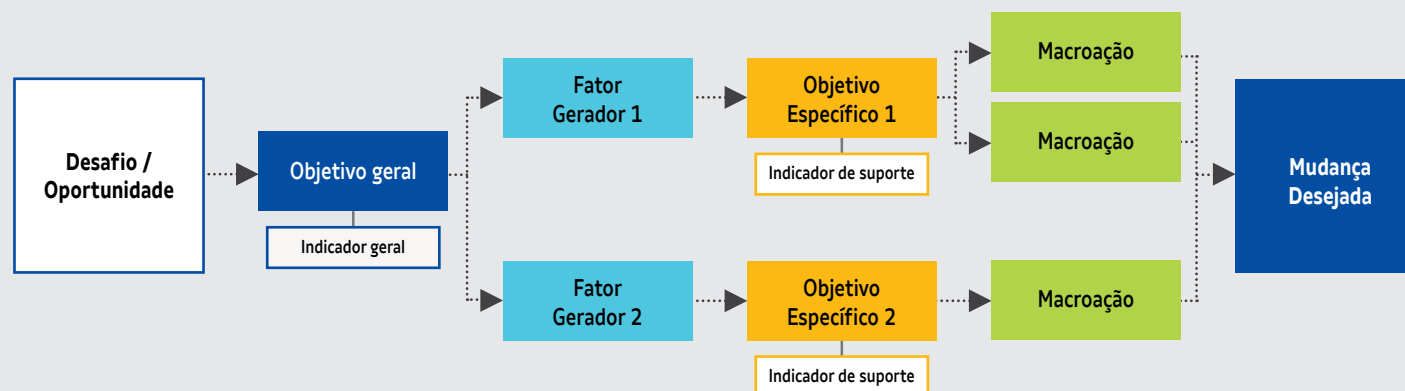 Desafio /
Oportunidade
Objetivo geral
Indicador geral
Fator
Gerador 1
Objetivo
Específico 1
Indicador de suporte
Macroação
Macroação
Fator
Gerador 2
Objetivo
Específico 2
Indicador de suporte
Macroação
Mudança
Desejada